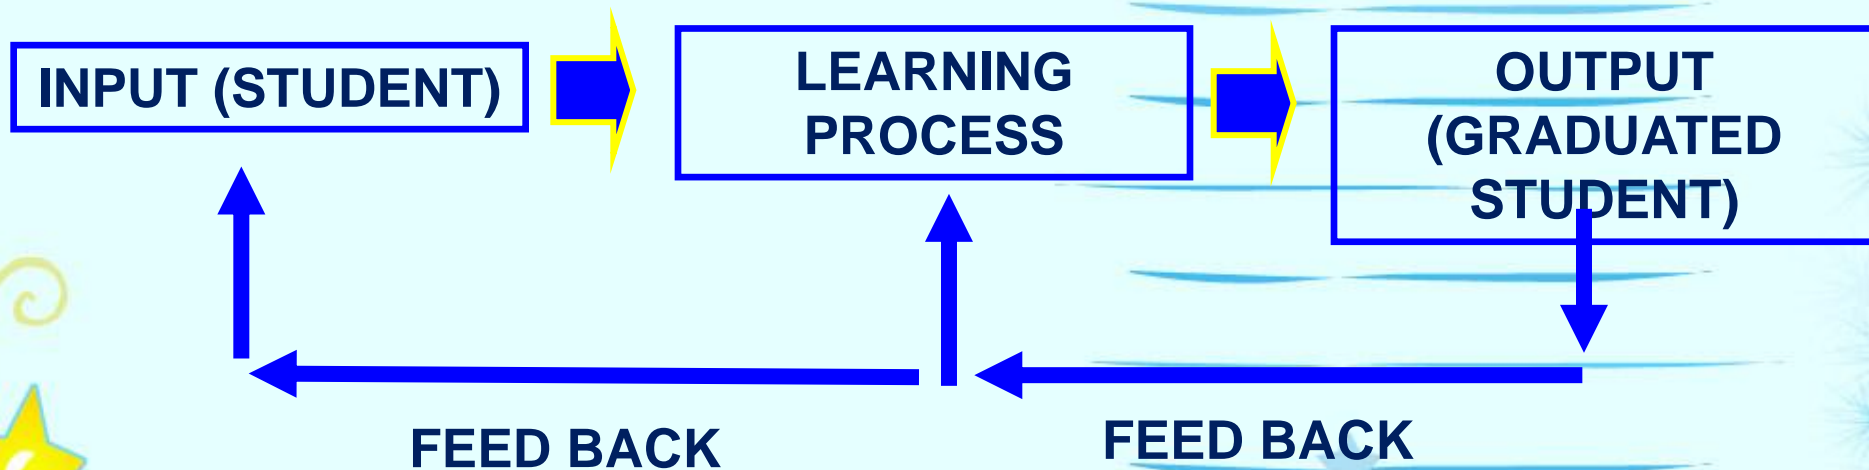 INPUT (STUDENT)
LEARNING
PROCESS
OUTPUT
(GRADUATED
STUDENT)
FEED BACK
FEED BACK